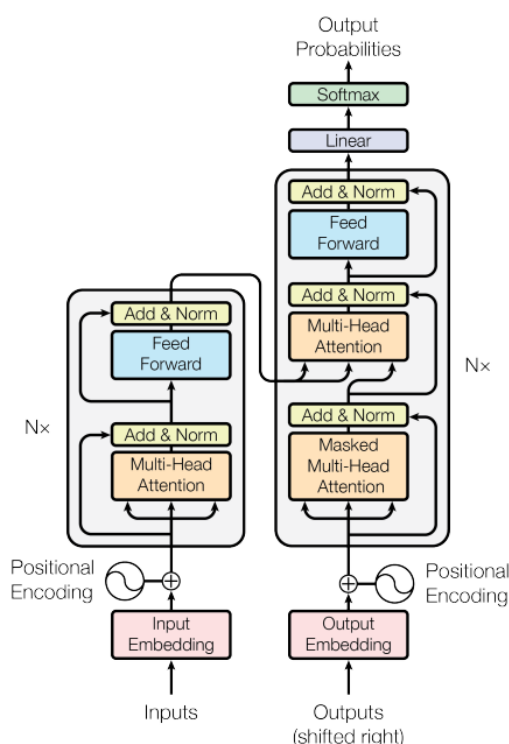 Output
Probabilities
Softmax
Linear
Add & Norm
Feed
Forward
Add & Norm
Multi-Head
Attention
Add & Norm
Masked
Multi-Head
Attention
N×
Add & Norm
Feed
Forward
Add & Norm
Multi-Head
Attention
N×
Positional
Encoding
Positional
Encoding
Input
Embedding
Output
Embedding
Inputs
Outputs
(shifted right)